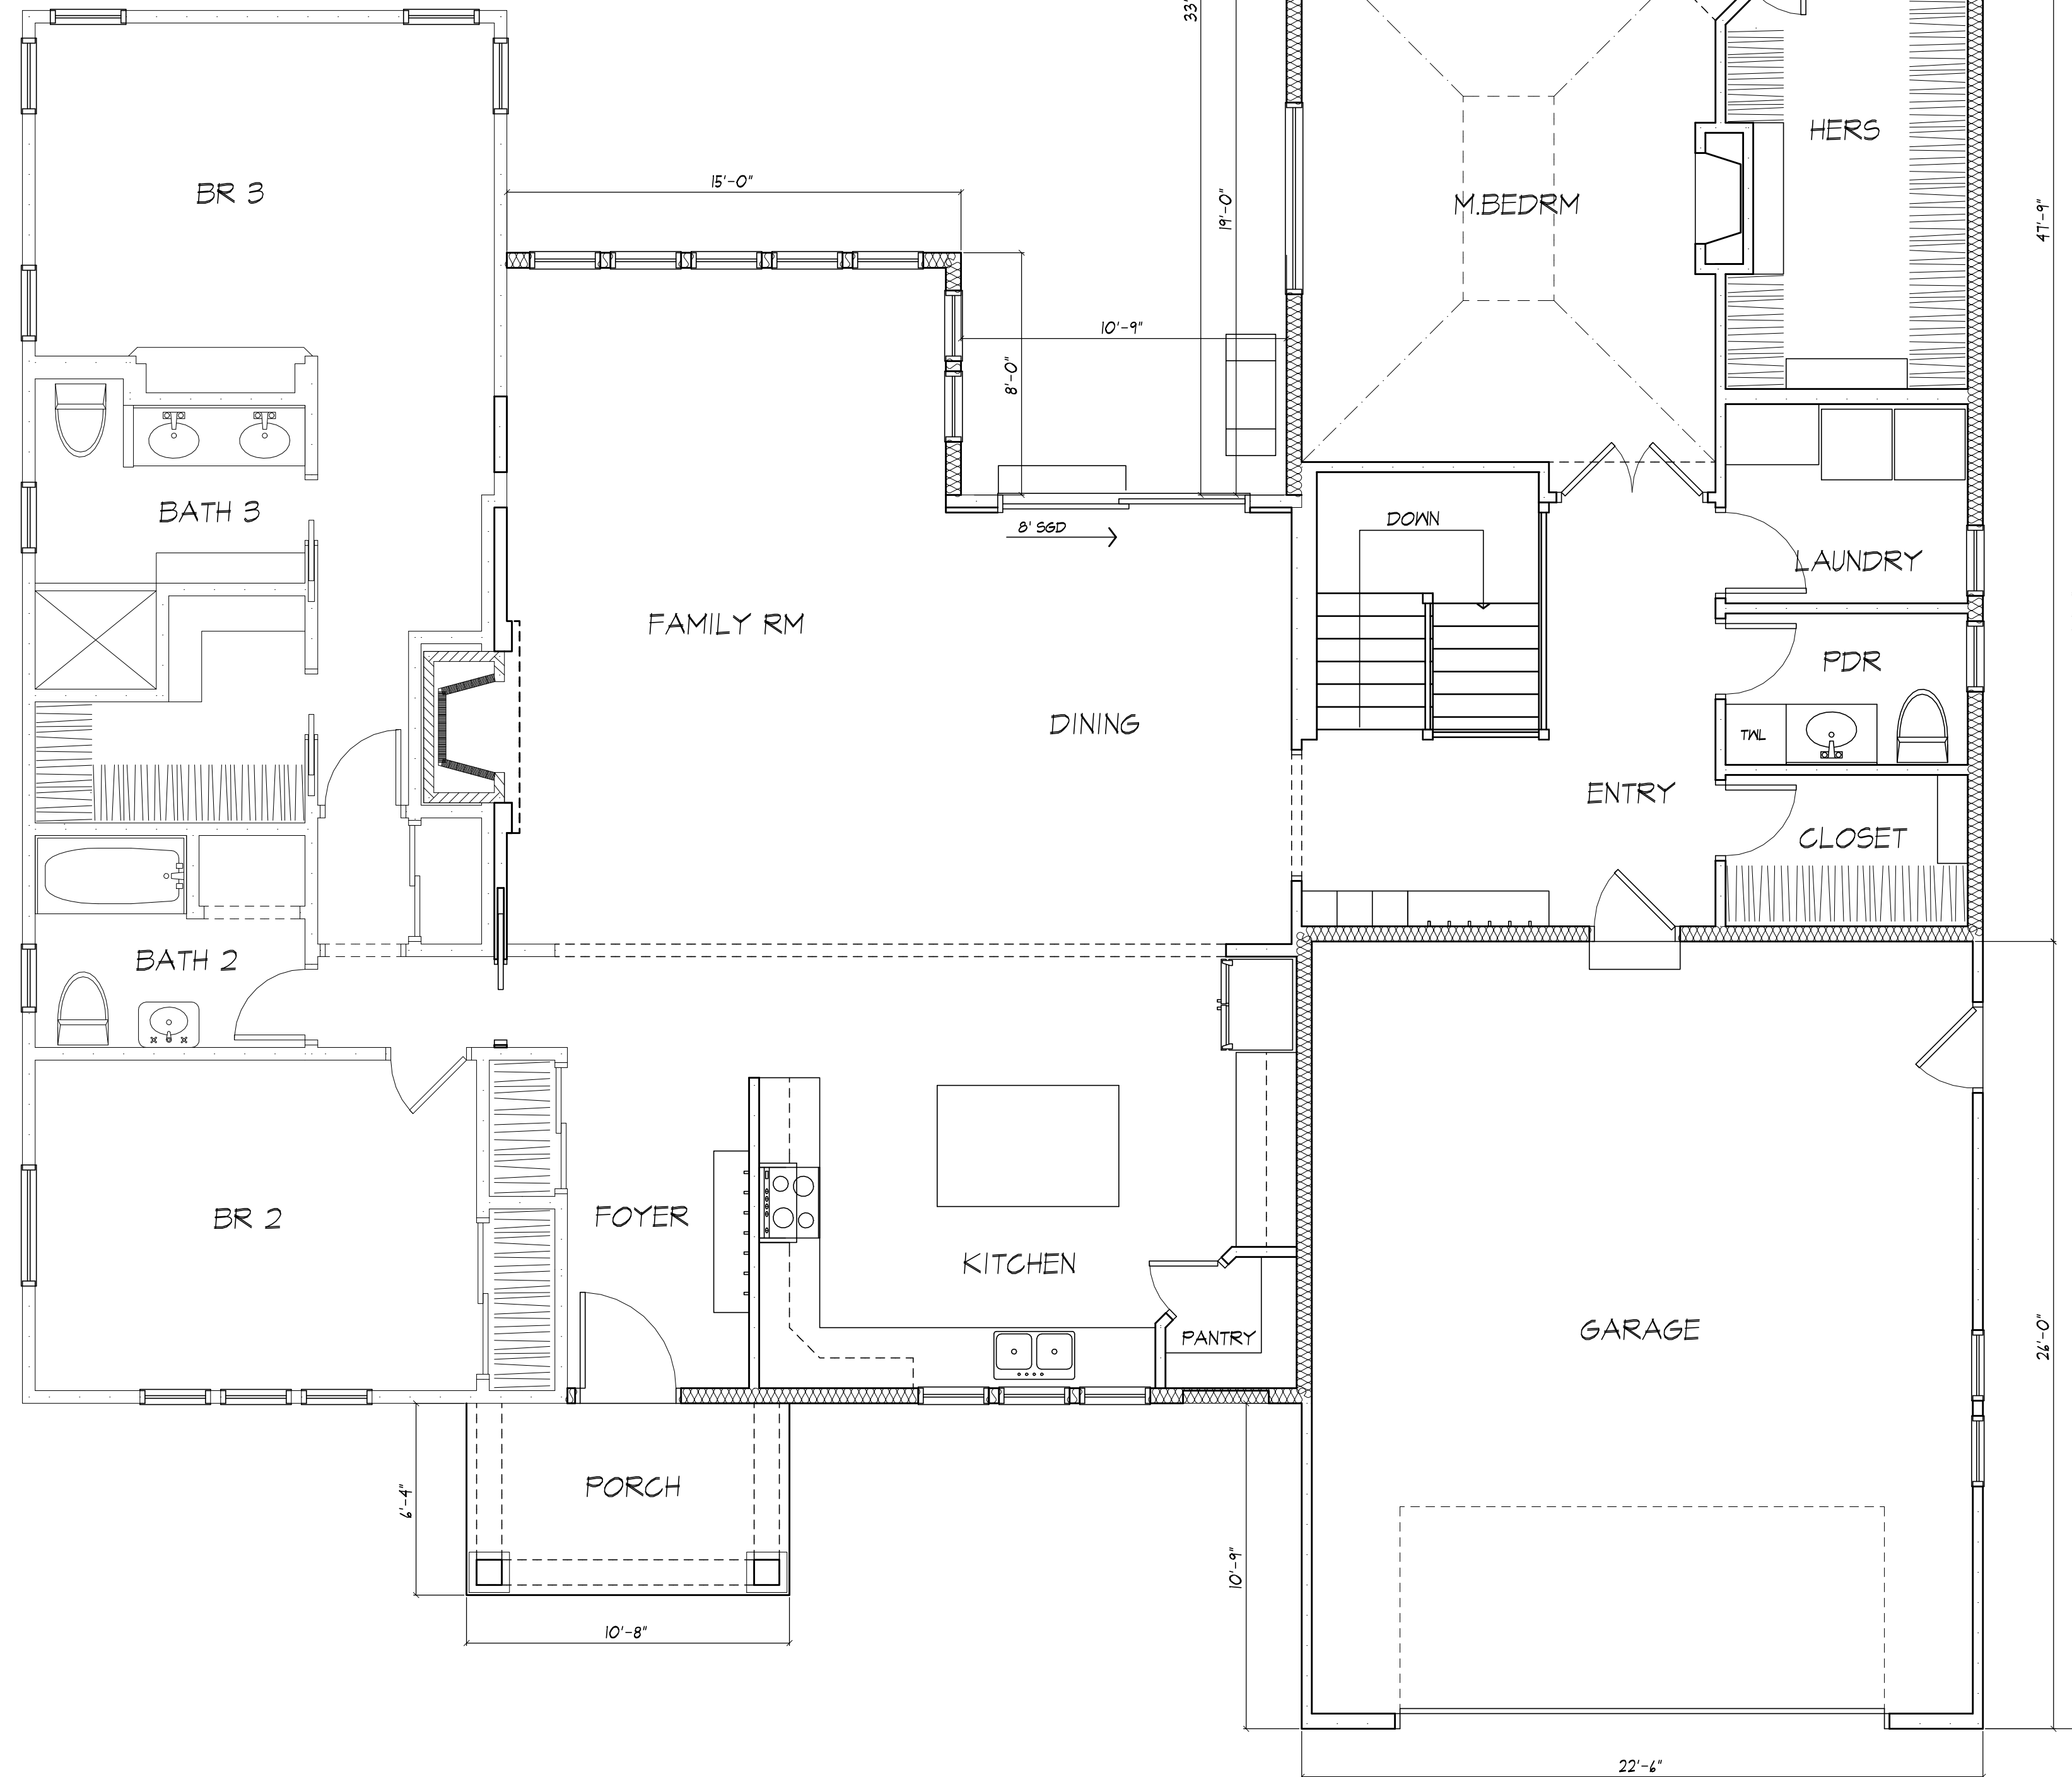 33'
HERS
BR 3
15'-0"
19'-0"
M.BEDRM
47'-9"
10'-9"
8'-0"
BATH 3
8' SGD
DOWN
LAUNDRY
FAMILY RM
PDR
DINING
TWL
ENTRY
CLOSET
BATH 2
BR 2
FOYER
KITCHEN
PANTRY
GARAGE
26'-0"
PORCH
6'-4"
10'-9"
10'-8"
22'-6"